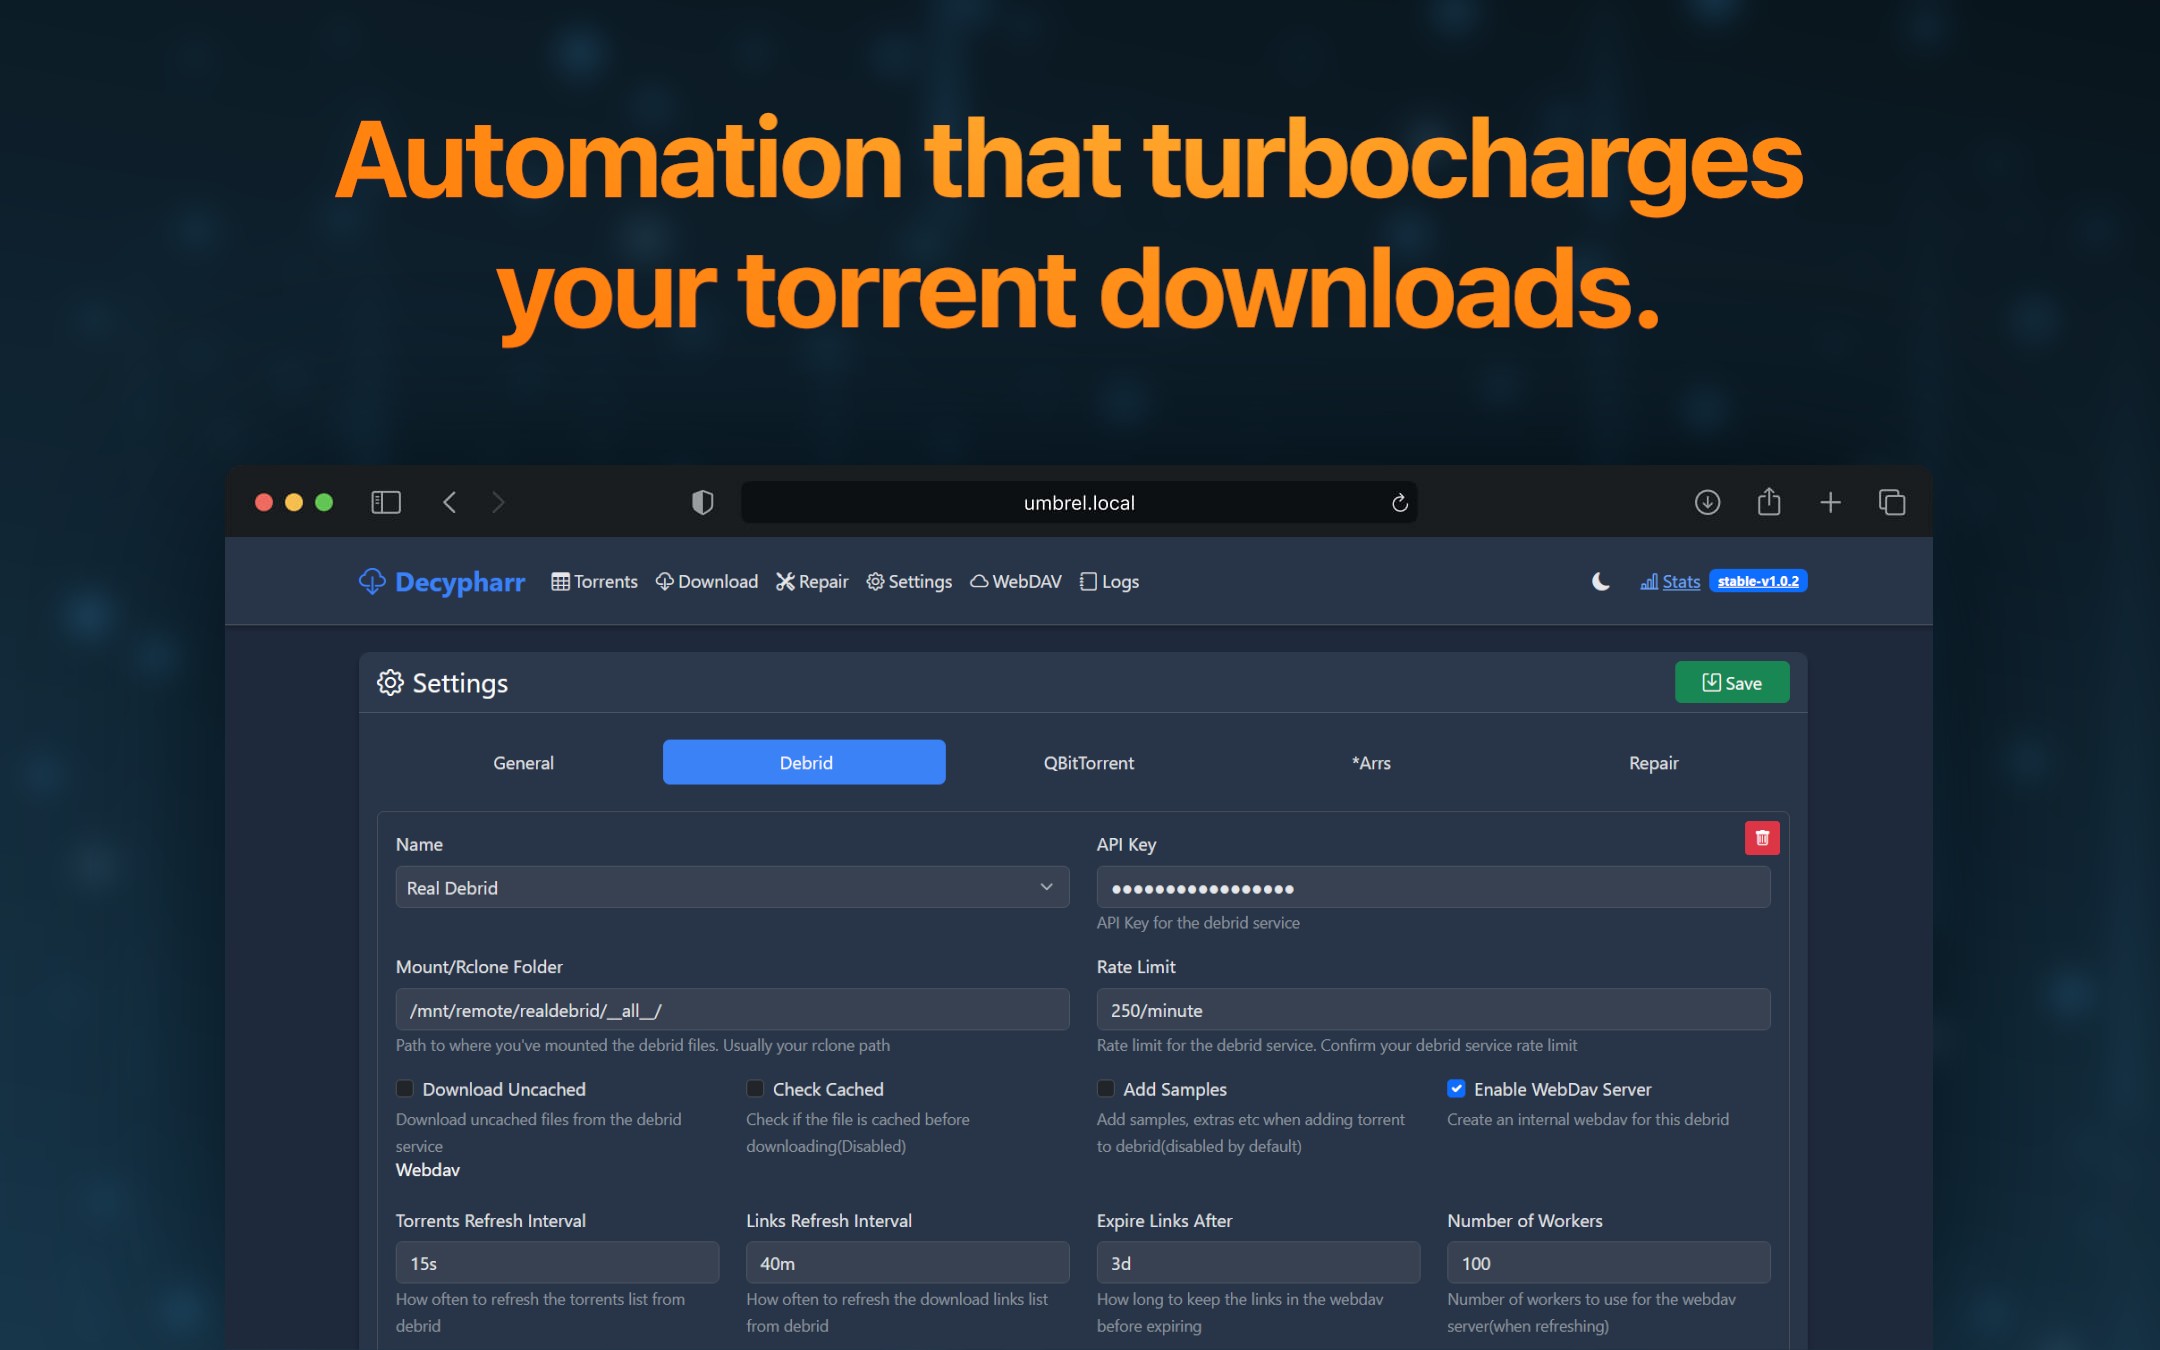 Automation that turbocharges
your torrent downloads.
umbrel.local
Decypharr Torrents Download Repair Settings WebDAV Logs Stats stable-v1.0.2
Settings Save
General Debrid QBitTorrent *Arrs Repair
Name API Key
Real Debrid ●●●●●●●●●●●●●●●●●
API Key for the debrid service
Mount/Rclone Folder Rate Limit
/mnt/remote/realdebrid/__all__/ 250/minute
Path to where you've mounted the debrid files. Usually your rclone path Rate limit for the debrid service. Confirm your debrid service rate limit
Download Uncached Check Cached Add Samples Enable WebDav Server
Download uncached files from the debrid Check if the file is cached before Add samples, extras etc when adding torrent Create an internal webdav for this debrid
service downloading(Disabled) to debrid(disabled by default)
Webdav
Torrents Refresh Interval Links Refresh Interval Expire Links After Number of Workers
15s 40m 3d 100
How often to refresh the torrents list from How often to refresh the download links list How long to keep the links in the webdav Number of workers to use for the webdav
debrid from debrid before expiring server(when refreshing)